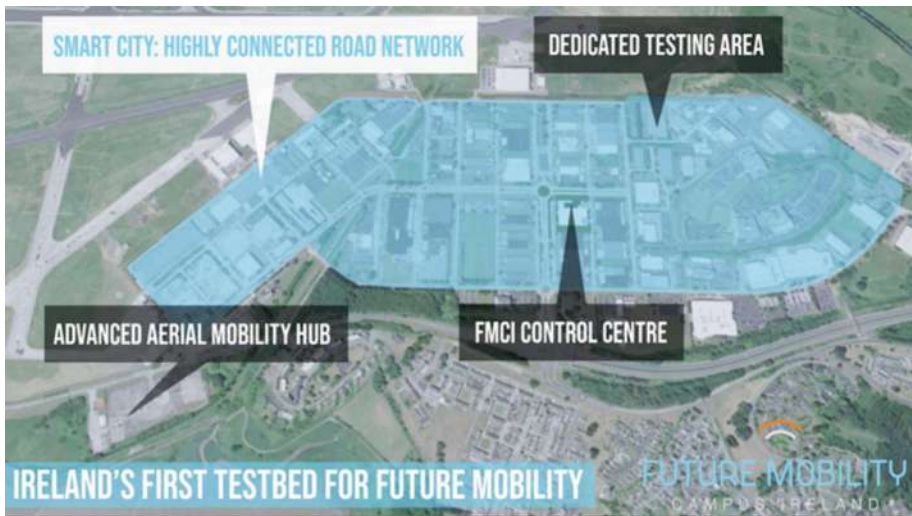 SMART CITY: HIGHLY CONNECTED ROAD NETWORK
DEDICATED TESTING AREA
ADVANCED AERIAL MOBILITY HUB
FMCI CONTROL CENTRE
IRELAND'S FIRST TESTBED FOR FUTURE MOBILITY
FUTURE MOBILITY
CAMPUS IRELAND